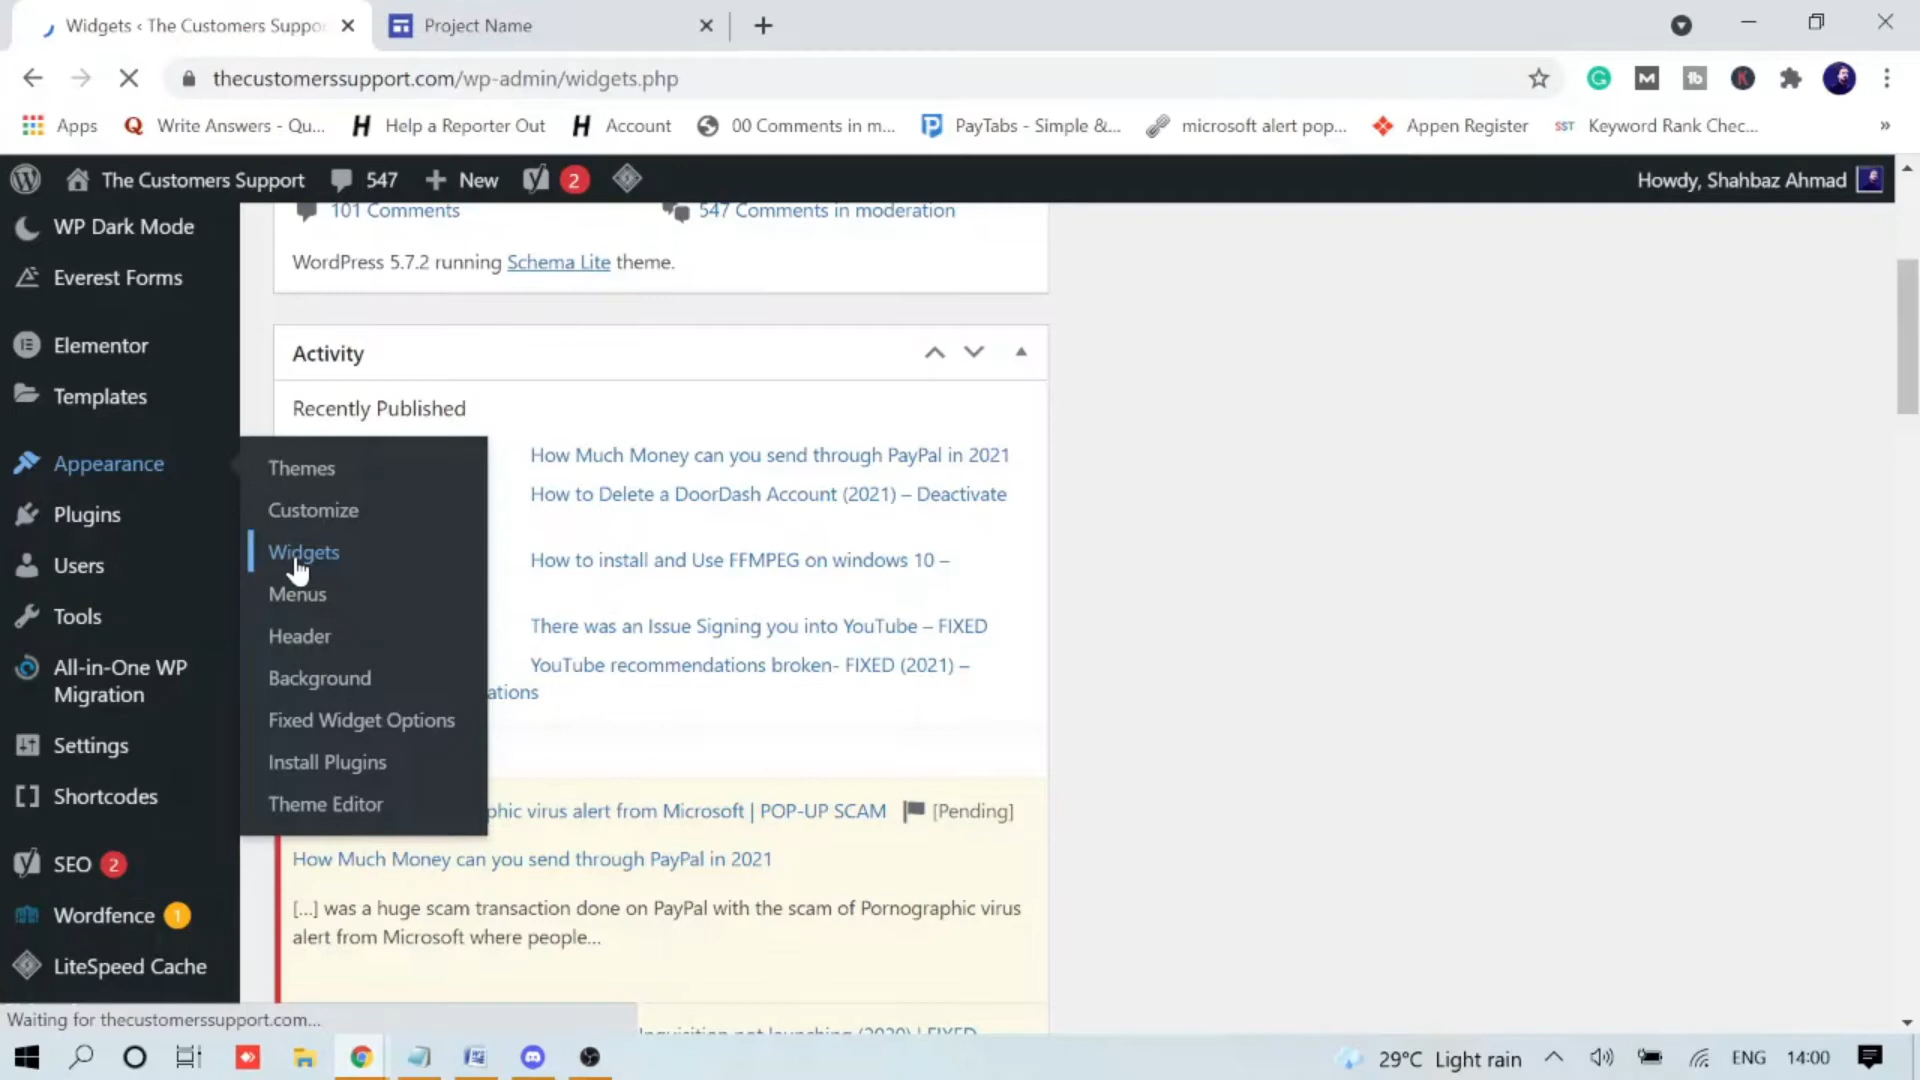 Widgets ‹ The Customers Suppo
Project Name
thecustomerssupport.com/wp-admin/widgets.php
Apps
Write Answers - Qu...
Help a Reporter Out
Account
00 Comments in m...
PayTabs - Simple &...
microsoft alert pop...
Appen Register
SST
Keyword Rank Chec...
»
The Customers Support
547
New
2
Howdy, Shahbaz Ahmad
WP Dark Mode
Everest Forms
Elementor
Templates
Appearance
Plugins
Users
Tools
All-in-One WP
Migration
Settings
Shortcodes
SEO 2
Wordfence 1
LiteSpeed Cache
Themes
Customize
Widgets
Menus
Header
Background
Fixed Widget Options
Install Plugins
Theme Editor
101 Comments
547 Comments in moderation
WordPress 5.7.2 running Schema Lite theme.
Activity
Recently Published
How Much Money can you send through PayPal in 2021
How to Delete a DoorDash Account (2021) – Deactivate
How to install and Use FFMPEG on windows 10 –
There was an Issue Signing you into YouTube – FIXED
YouTube recommendations broken- FIXED (2021) –
ations
phic virus alert from Microsoft | POP-UP SCAM [Pending]
How Much Money can you send through PayPal in 2021
[...] was a huge scam transaction done on PayPal with the scam of Pornographic virus
alert from Microsoft where people...
Inquisition not launching (2020) | FIXED
Waiting for thecustomerssupport.com...
29°C Light rain
ENG
14:00